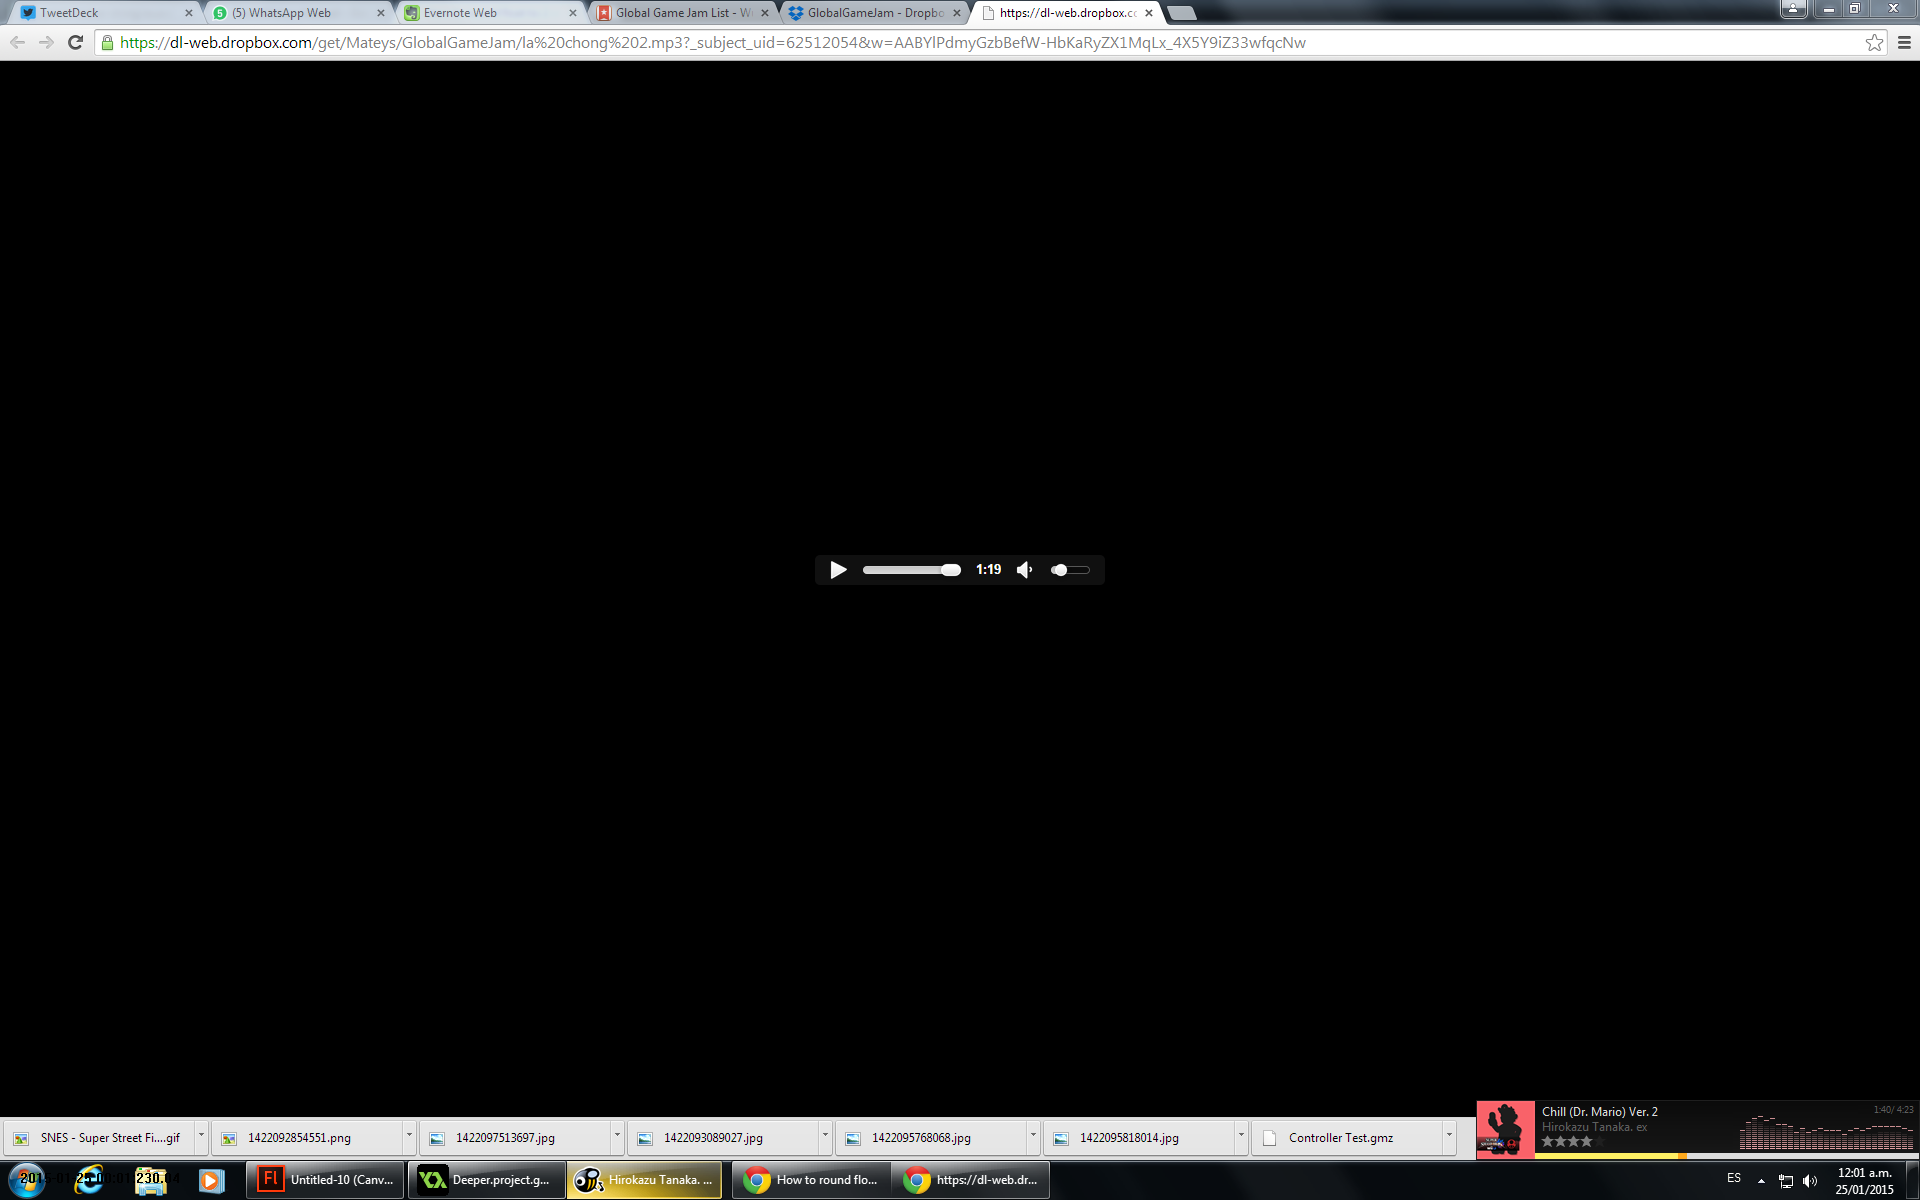 TweetDeck
(5) WhatsApp Web
Evernote Web
Global Game Jam List - W
GlobalGameJam - Dropbo
https://dl-web.dropbox.co
https://dl-web.dropbox.com/get/Mateys/GlobalGameJam/la%20chong%202.mp3?_subject_uid=62512054&w=AABYlPdmyGzbBefW-HbKaRyZX1MqLx_4X5Y9iZ33wfqcNw
1:19
SNES - Super Street Fi....gif
1422092854551.png
1422097513697.jpg
1422093089027.jpg
1422095768068.jpg
1422095818014.jpg
Controller Test.gmz
Chill (Dr. Mario) Ver. 2
1:40/ 4:23
Hirokazu Tanaka. ex
Fl
Untitled-10 (Canv...
Deeper.project.g...
Hirokazu Tanaka. ...
How to round flo...
https://dl-web.dr...
ES
12:01 a.m.
25/01/2015